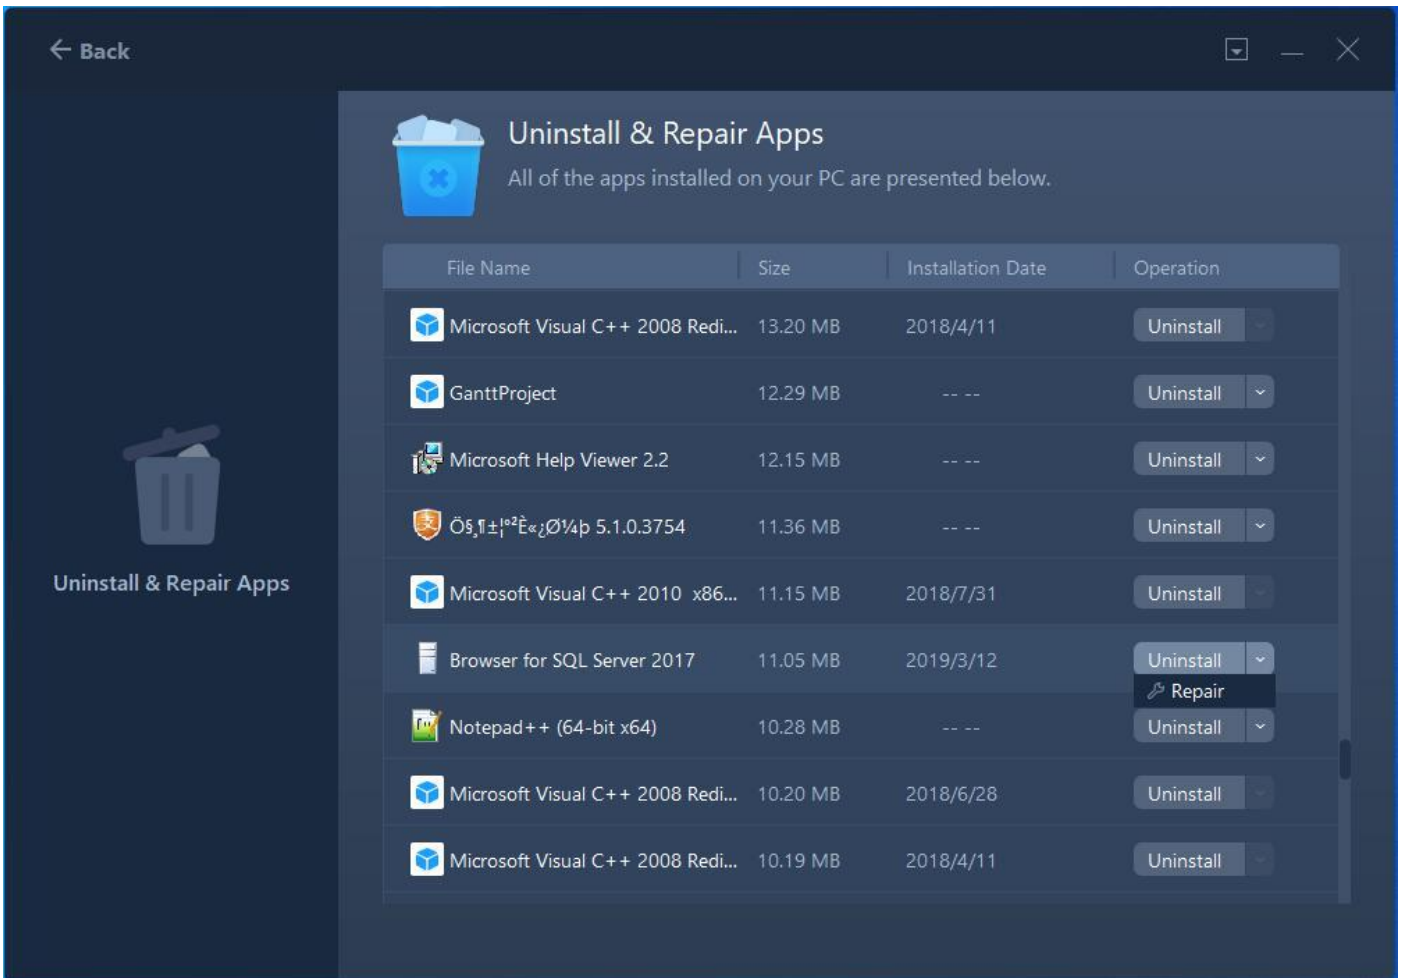 Back
Uninstall & Repair Apps
All of the apps installed on your PC are presented below.
File Name Size Installation Date Operation
Microsoft Visual C++ 2008 Redi... 13.20 MB 2018/4/11 Uninstall
GanttProject 12.29 MB -- -- Uninstall
Microsoft Help Viewer 2.2 12.15 MB -- -- Uninstall
Ö§¸¶±¦°²È«¿Ø¼þ 5.1.0.3754 11.36 MB -- -- Uninstall
Microsoft Visual C++ 2010  x86... 11.15 MB 2018/7/31 Uninstall
Browser for SQL Server 2017 11.05 MB 2019/3/12 Uninstall
Repair
Notepad++ (64-bit x64) 10.28 MB -- -- Uninstall
Microsoft Visual C++ 2008 Redi... 10.20 MB 2018/6/28 Uninstall
Microsoft Visual C++ 2008 Redi... 10.19 MB 2018/4/11 Uninstall
Uninstall & Repair Apps